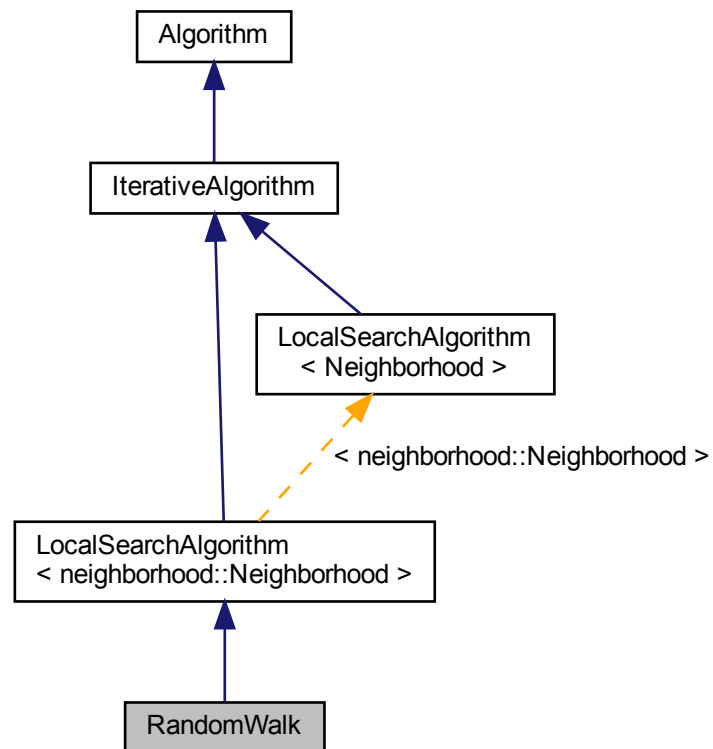 Algorithm
IterativeAlgorithm
LocalSearchAlgorithm
< Neighborhood >
< neighborhood::Neighborhood >
LocalSearchAlgorithm
< neighborhood::Neighborhood >
RandomWalk